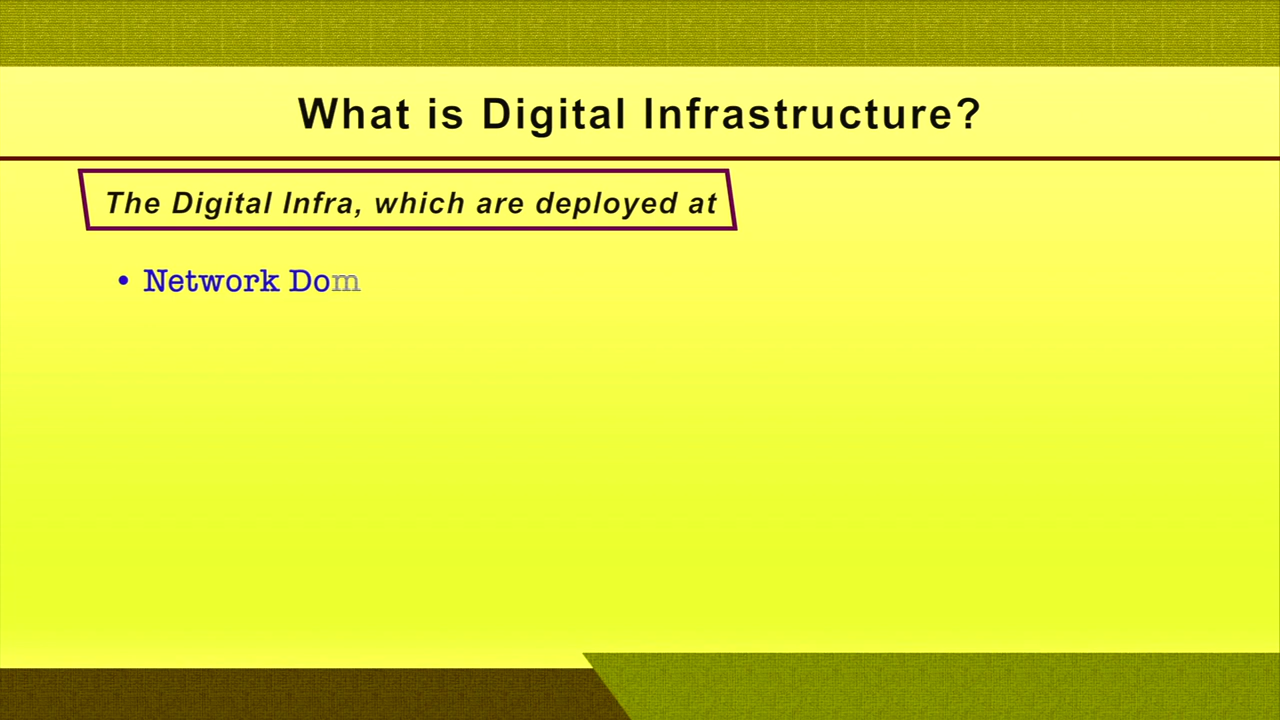 What is Digital Infrastructure?
The Digital Infra, which are deployed at
• Network Dom